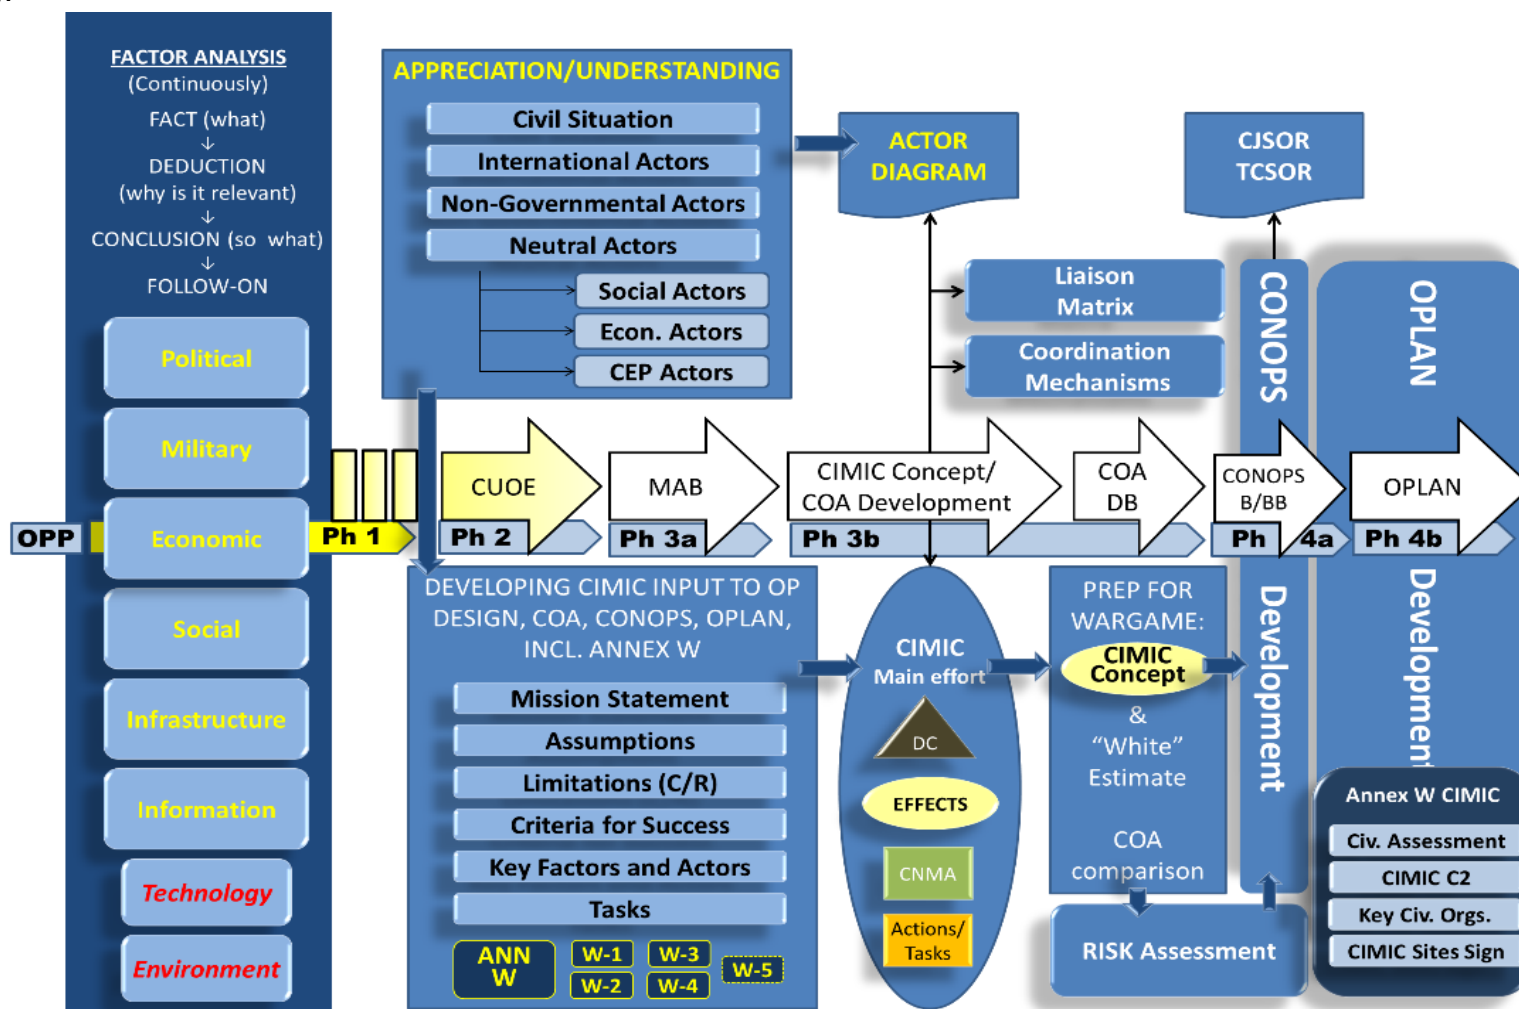 FACTOR ANALYSIS
(Continuously)
FACT (what)
↓
DEDUCTION
(why is it relevant)
↓
CONCLUSION (so what)
↓
FOLLOW-ON
Political
Military
Economic
Social
Infrastructure
Information
Technology
Environment
OPP
Ph 1
APPRECIATION/UNDERSTANDING
Civil Situation
International Actors
Non-Governmental Actors
Neutral Actors
Social Actors
Econ. Actors
CEP Actors
ACTOR
DIAGRAM
CJSOR
TCSOR
Liaison
Matrix
Coordination
Mechanisms
CUOE
Ph 2
MAB
Ph 3a
CIMIC Concept/
COA Development
Ph 3b
COA
DB
CONOPS
B/BB
Ph 4a
OPLAN
Ph 4b
CONOPS
Development
OPLAN
Development
DEVELOPING CIMIC INPUT TO OP
DESIGN, COA, CONOPS, OPLAN,
INCL. ANNEX W
Mission Statement
Assumptions
Limitations (C/R)
Criteria for Success
Key Factors and Actors
Tasks
ANN
W
W-1
W-2
W-3
W-4
W-5
CIMIC
Main effort
DC
EFFECTS
CNMA
Actions/
Tasks
PREP FOR
WARGAME:
CIMIC
Concept
&
“White”
Estimate
COA
comparison
RISK Assessment
Annex W CIMIC
Civ. Assessment
CIMIC C2
Key Civ. Orgs.
CIMIC Sites Sign